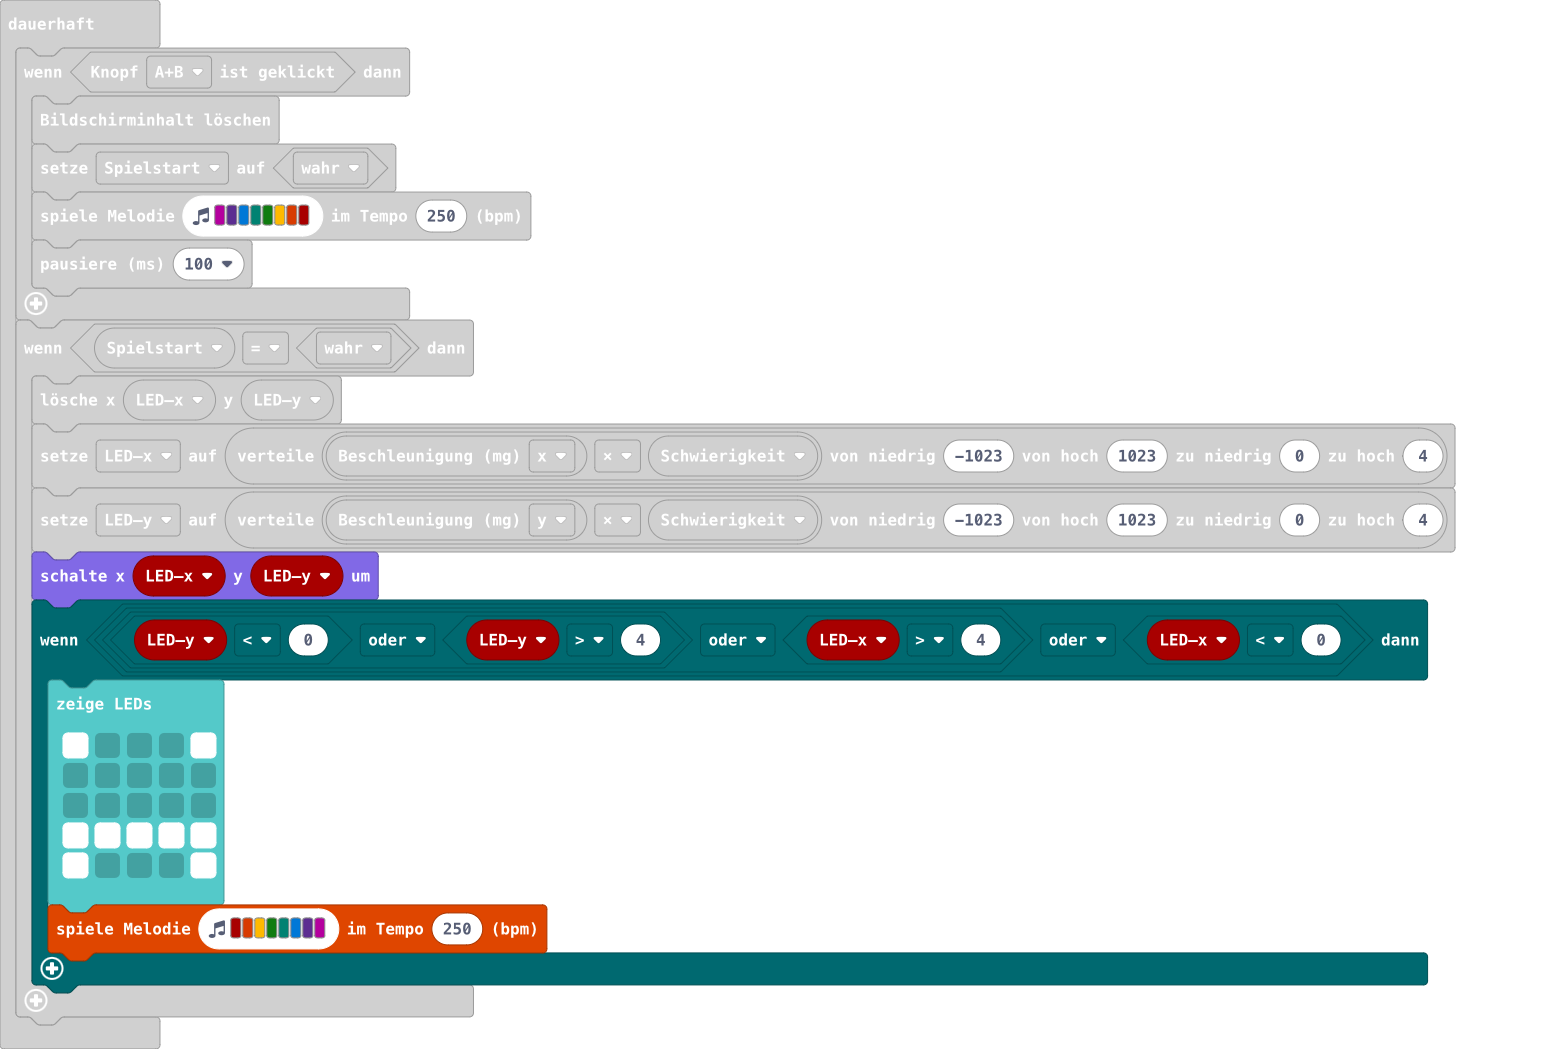 dauerhaft
wenn Knopf A+B ist geklickt dann
Bildschirminhalt löschen
setze Spielstart auf wahr
spiele Melodie im Tempo 250 (bpm)
pausiere (ms) 100
wenn Spielstart = wahr dann
lösche x LED–x y LED–y
setze LED–x auf verteile Beschleunigung (mg) x × Schwierigkeit von niedrig –1023 von hoch 1023 zu niedrig 0 zu hoch 4
setze LED–y auf verteile Beschleunigung (mg) y × Schwierigkeit von niedrig –1023 von hoch 1023 zu niedrig 0 zu hoch 4
schalte x LED–x y LED–y um
wenn LED–y < 0 oder LED–y > 4 oder LED–x > 4 oder LED–x < 0 dann
zeige LEDs
spiele Melodie im Tempo 250 (bpm)